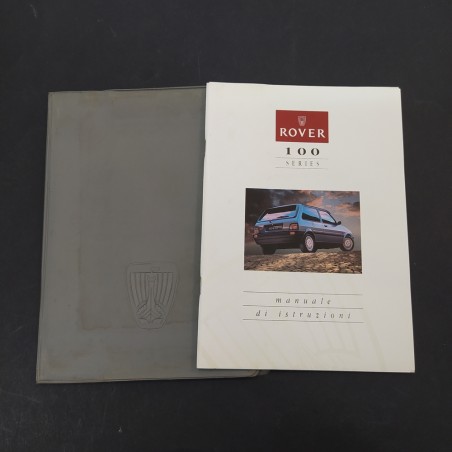 ROVER
100
SERIES
manuale
di istruzioni